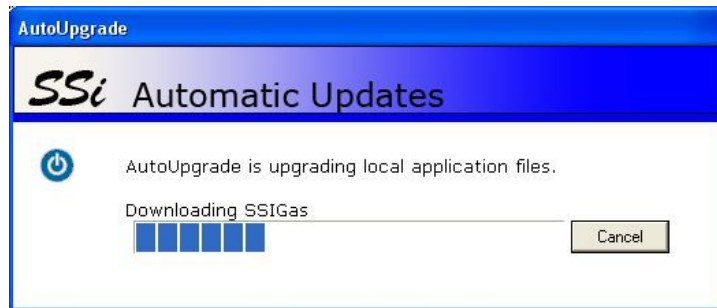 AutoUpgrade
SSi Automatic Updates
AutoUpgrade is upgrading local application files.
Downloading SSIGas
Cancel